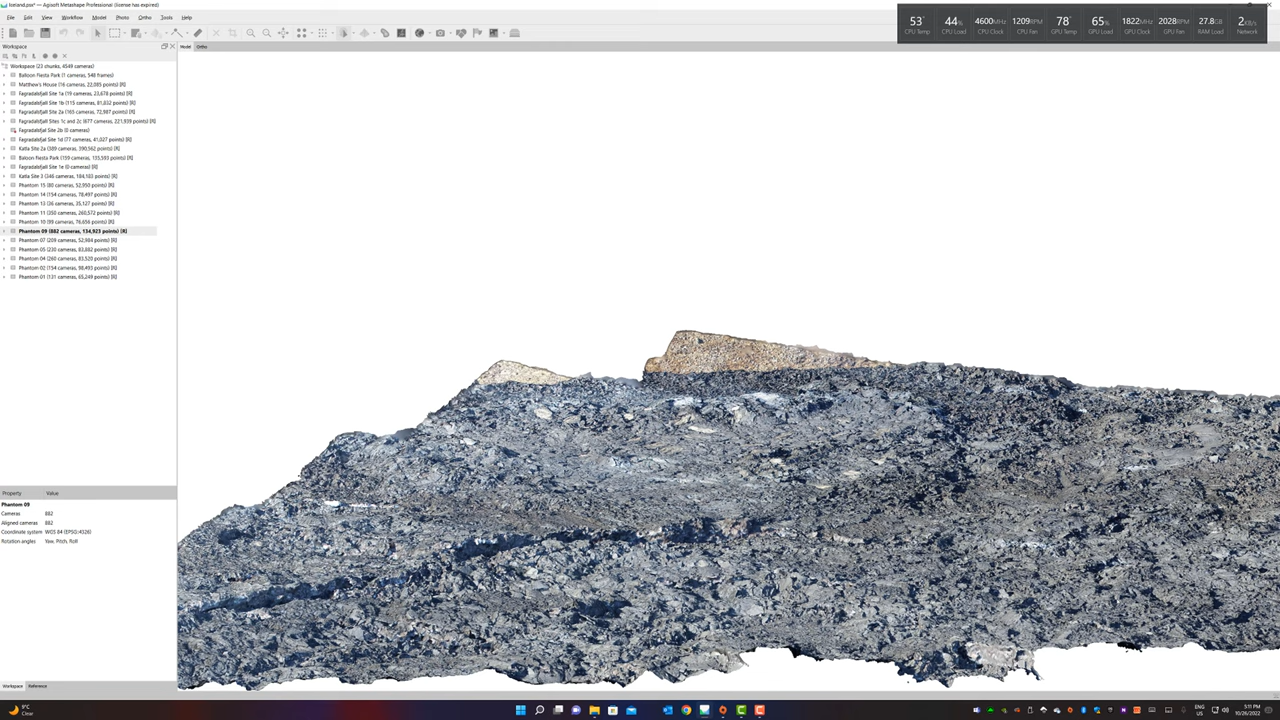 Iceland.psx* — Agisoft Metashape Professional (license has expired)
File Edit View Workflow Model Photo Ortho Tools Help
53° 44% 4600MHz 1209RPM 78° 65% 1822MHz 2028RPM 27.8GB 2KB/s
CPU Temp CPU Load CPU Clock CPU Fan GPU Temp GPU Load GPU Clock GPU Fan RAM Load Network
Workspace
Model Ortho
Workspace (23 chunks, 4549 cameras)
Balloon Fiesta Park (1 cameras, 548 frames)
Matthew's House (16 cameras, 22,085 points) [R]
Fagradalsfjall Site 1a (19 cameras, 23,678 points) [R]
Fagradalsfjall Site 1b (115 cameras, 81,632 points) [R]
Fagradalsfjall Site 2a (165 cameras, 72,987 points) [R]
Fagradalsfjall Sites 1c and 2c (677 cameras, 221,939 points) [R]
Fagradalsfjal Site 2b (0 cameras)
Fagradalsfjall Site 1d (77 cameras, 41,027 points) [R]
Katla Site 2a (389 cameras, 390,562 points) [R]
Baloon Fiesta Park (159 cameras, 135,593 points) [R]
Fagradalsfjall Site 1e (0 cameras) [R]
Katla Site 3 (346 cameras, 184,183 points) [R]
Phantom 15 (80 cameras, 52,950 points) [R]
Phantom 14 (154 cameras, 78,497 points) [R]
Phantom 13 (36 cameras, 35,127 points) [R]
Phantom 11 (350 cameras, 260,572 points) [R]
Phantom 10 (99 cameras, 76,656 points) [R]
Phantom 09 (882 cameras, 134,923 points) [R]
Phantom 07 (209 cameras, 52,984 points) [R]
Phantom 05 (230 cameras, 83,882 points) [R]
Phantom 04 (260 cameras, 83,520 points) [R]
Phantom 02 (154 cameras, 98,493 points) [R]
Phantom 01 (131 cameras, 65,249 points) [R]
Property Value
Phantom 09
Cameras 882
Aligned cameras 882
Coordinate system WGS 84 (EPSG::4326)
Rotation angles Yaw, Pitch, Roll
Workspace Reference
9°C
Clear
ENG
US
5:11 PM
10/26/2022